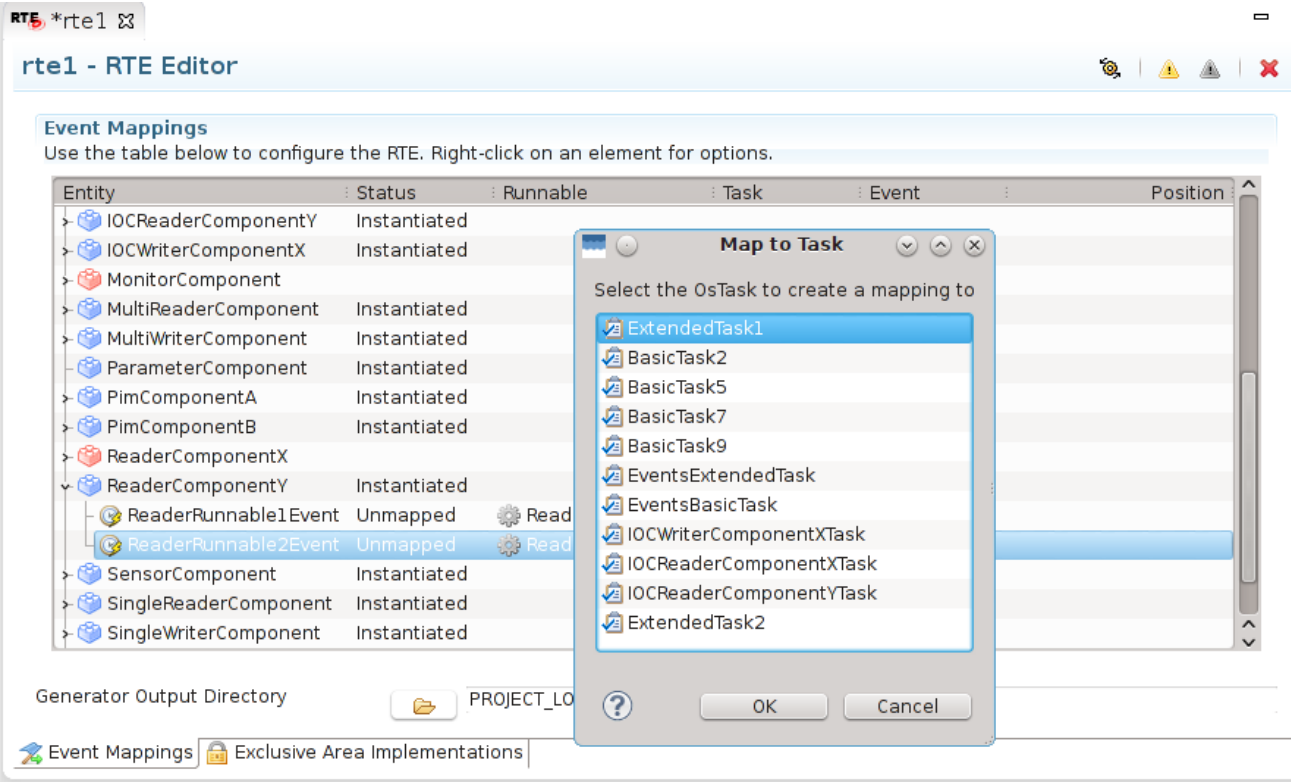 RTE *rte1
rte1 - RTE Editor
Event Mappings
Use the table below to configure the RTE. Right-click on an element for options.
Entity Status Runnable Task Event Position
IOCReaderComponentY Instantiated
IOCWriterComponentX Instantiated
MonitorComponent
MultiReaderComponent Instantiated
MultiWriterComponent Instantiated
ParameterComponent Instantiated
PimComponentA Instantiated
PimComponentB Instantiated
ReaderComponentX
ReaderComponentY Instantiated
ReaderRunnable1Event Unmapped Read
ReaderRunnable2Event Unmapped Read
SensorComponent Instantiated
SingleReaderComponent Instantiated
SingleWriterComponent Instantiated
Map to Task
Select the OsTask to create a mapping to
ExtendedTask1
BasicTask2
BasicTask5
BasicTask7
BasicTask9
EventsExtendedTask
EventsBasicTask
IOCWriterComponentXTask
IOCReaderComponentXTask
IOCReaderComponentYTask
ExtendedTask2
? OK Cancel
Generator Output Directory PROJECT_LO
Event Mappings Exclusive Area Implementations